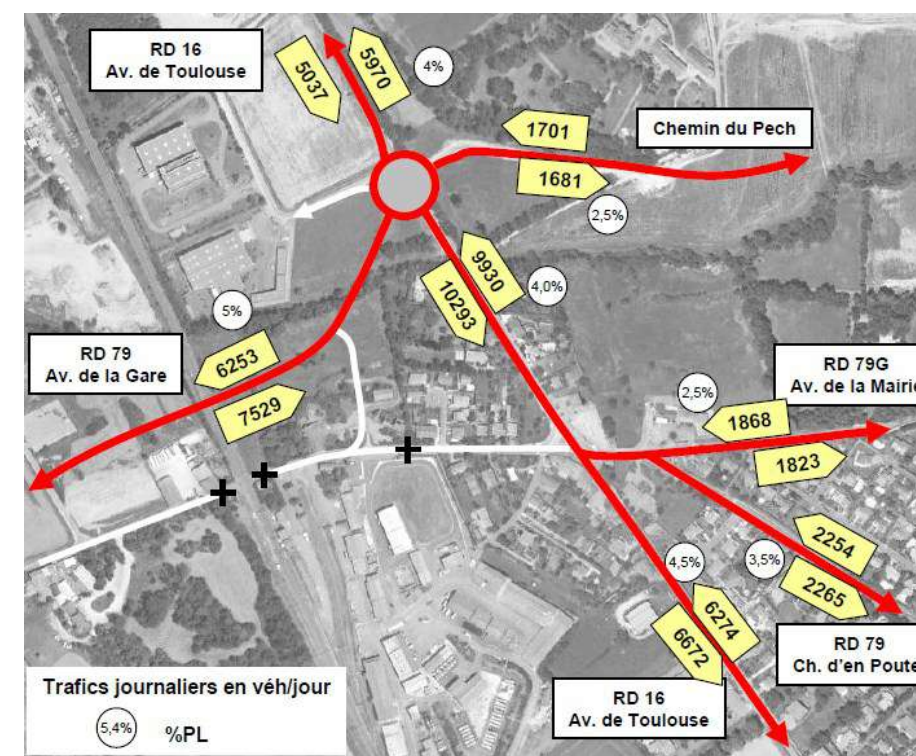 RD 16
Av. de Toulouse
5037
5970
4%
1701
1681
Chemin du Pech
2,5%
9930
10293
4,0%
5%
RD 79
Av. de la Gare
6253
7529
RD 79G
Av. de la Mairie
2,5%
1868
1823
2254
2265
3,5%
4,5%
6274
6672
RD 79
Ch. d'en Poute
RD 16
Av. de Toulouse
Trafics journaliers en véh/jour
5,4%
%PL